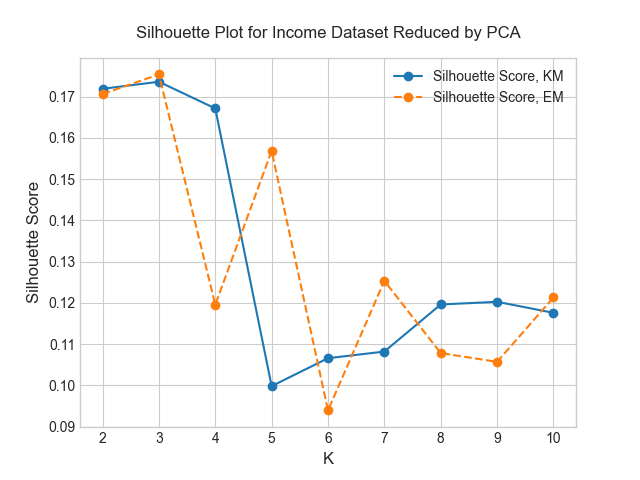 Silhouette Plot for Income Dataset Reduced by PCA
Silhouette Score, KM
Silhouette Score, EM
0.17
0.16
0.15
0.14
0.13
0.12
0.11
0.10
0.09
Silhouette Score
2 3 4 5 6 7 8 9 10
K